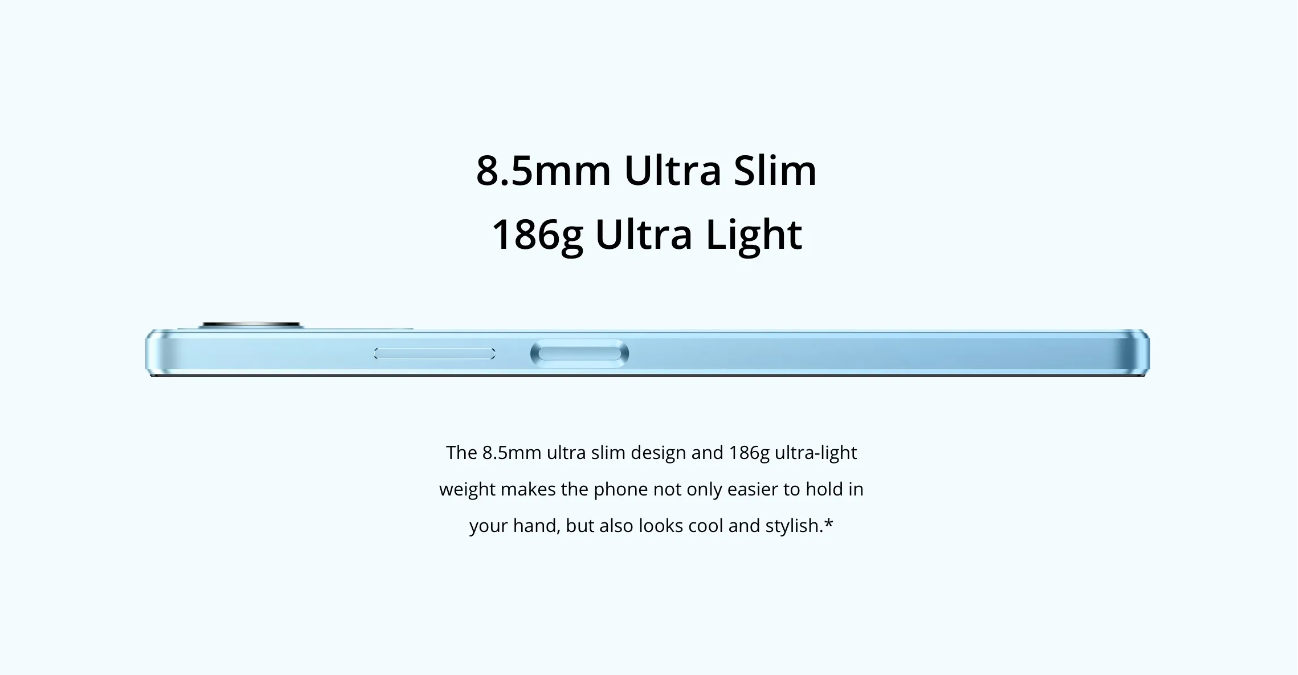 8.5mm Ultra Slim
186g Ultra Light
The 8.5mm ultra slim design and 186g ultra-light
weight makes the phone not only easier to hold in
your hand, but also looks cool and stylish.*